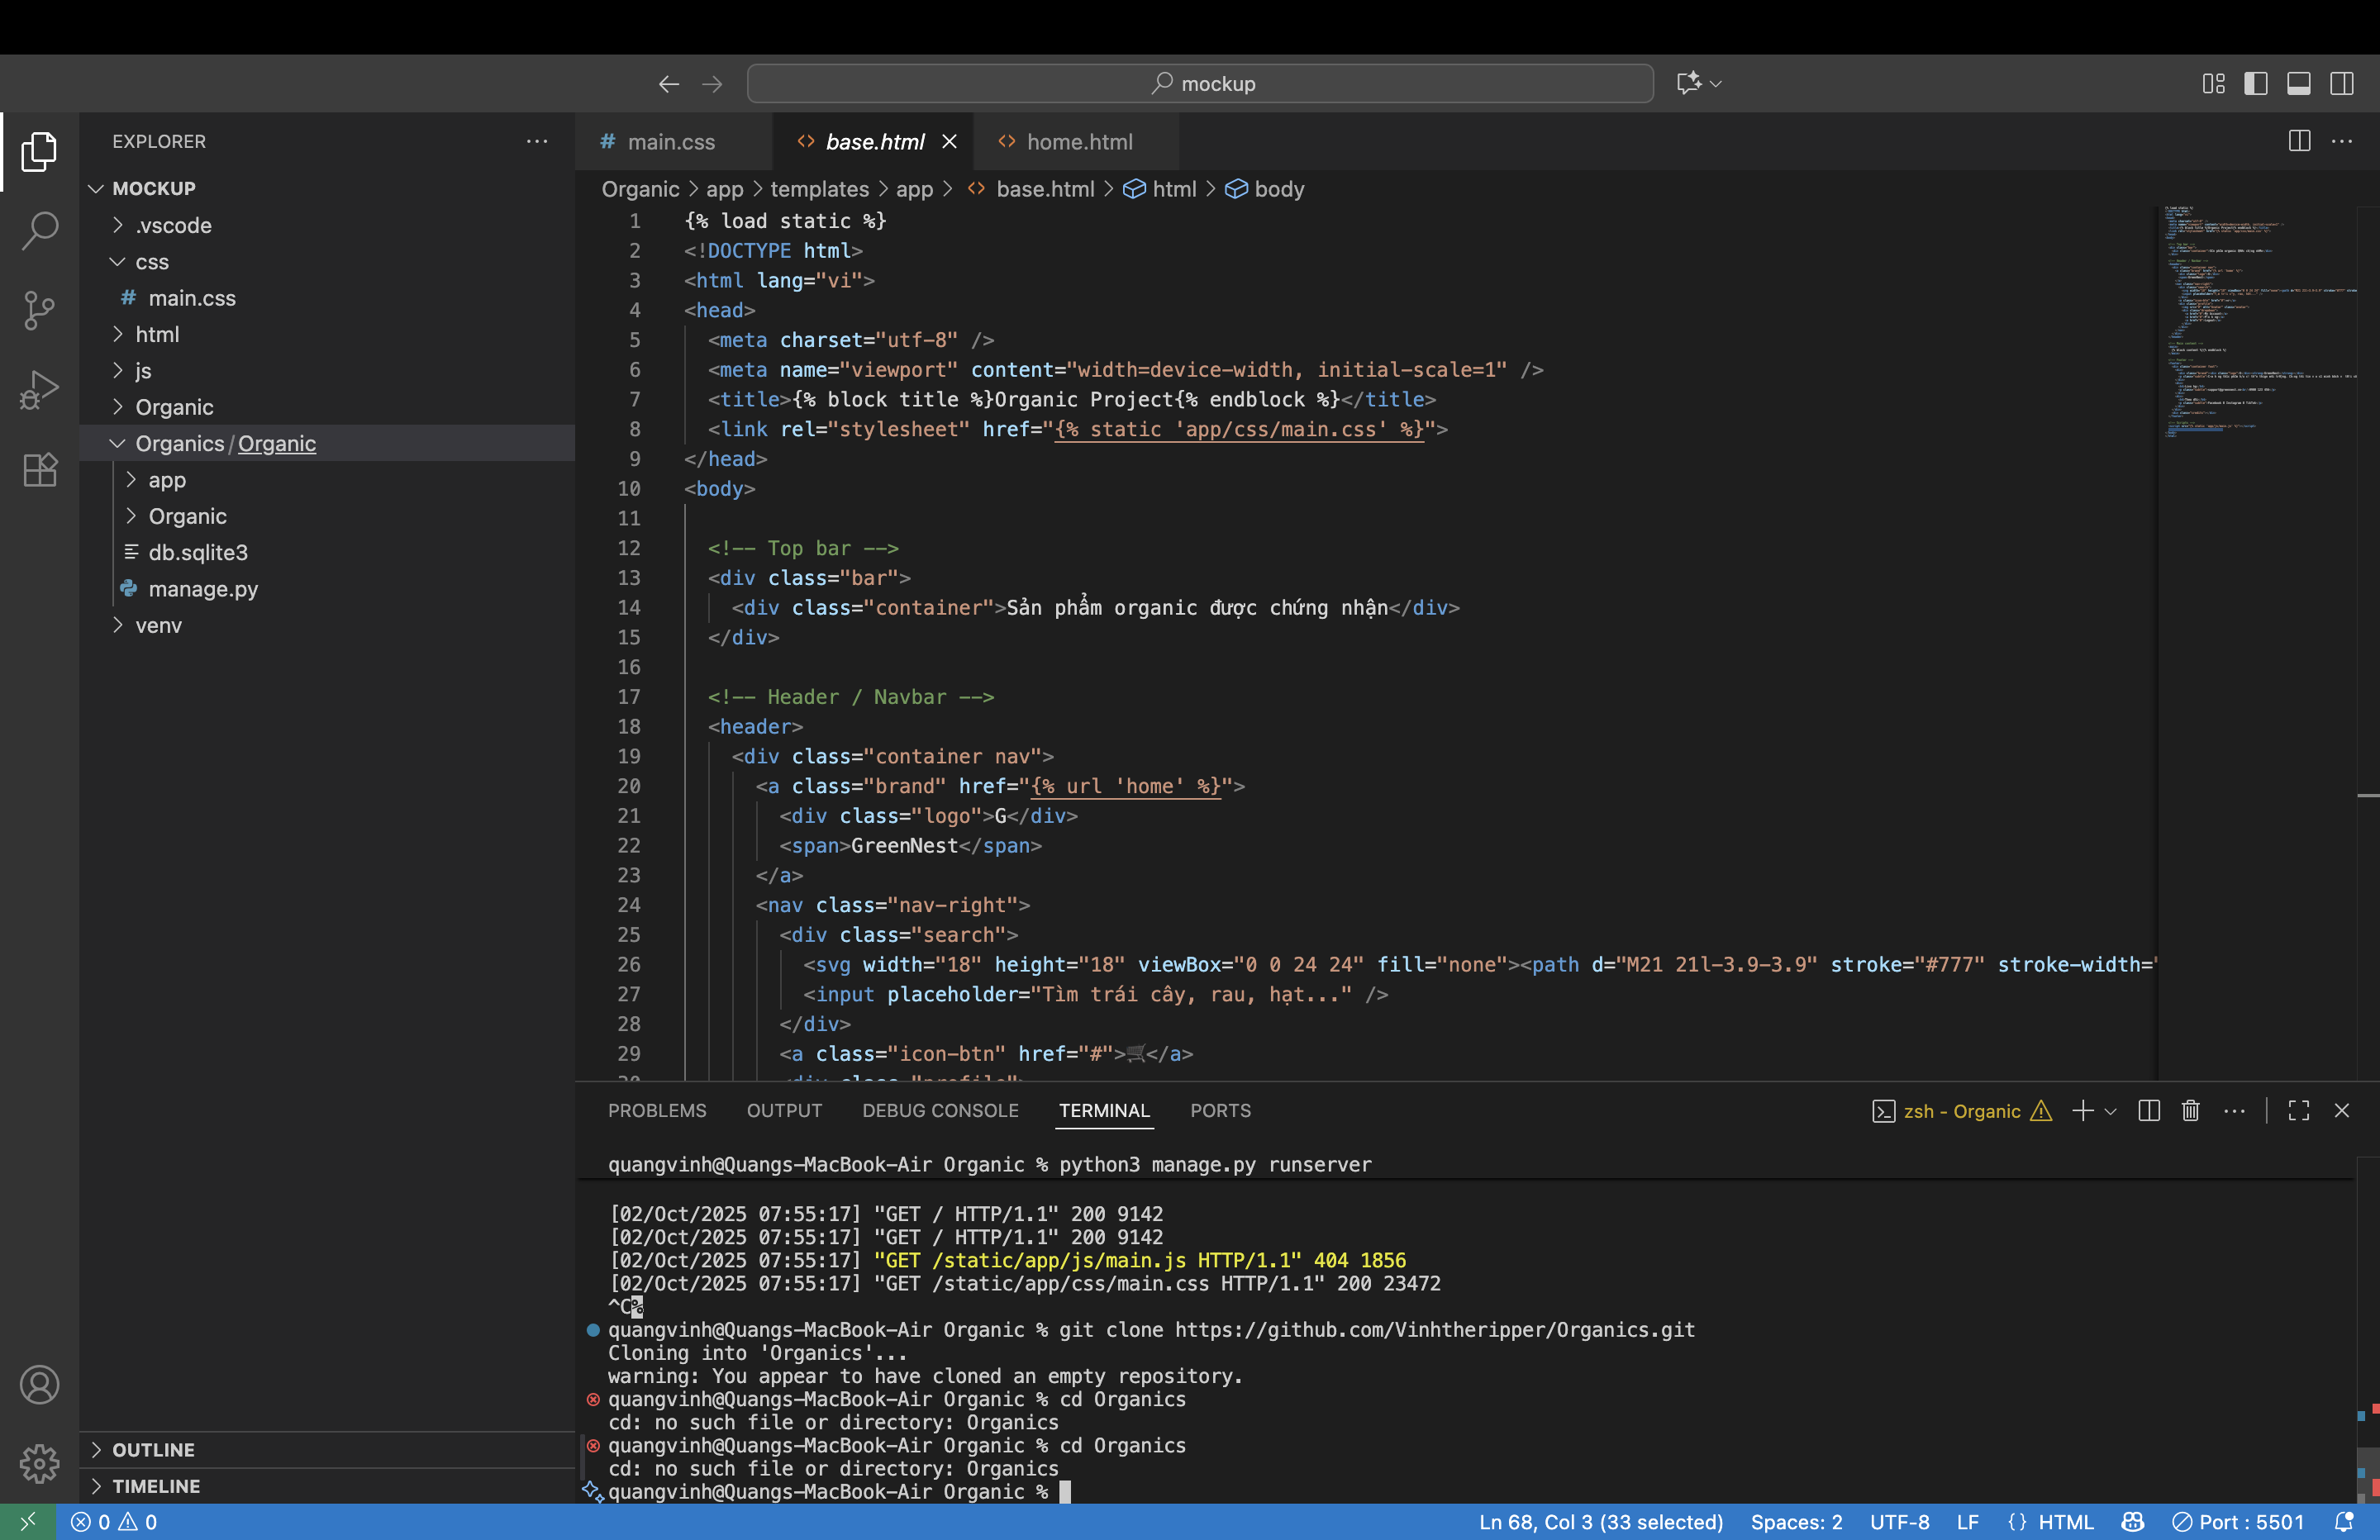 mockup
EXPLORER
MOCKUP
.vscode
css
# main.css
html
js
Organic
Organics/Organic
app
Organic
db.sqlite3
manage.py
venv
OUTLINE
TIMELINE
# main.css
<> base.html
<> home.html
Organic > app > templates > app > <> base.html > html > body
1 {% load static %}
2 <!DOCTYPE html>
3 <html lang="vi">
4 <head>
5 <meta charset="utf-8" />
6 <meta name="viewport" content="width=device-width, initial-scale=1" />
7 <title>{% block title %}Organic Project{% endblock %}</title>
8 <link rel="stylesheet" href="{% static 'app/css/main.css' %}">
9 </head>
10 <body>
11
12 <!-- Top bar -->
13 <div class="bar">
14 <div class="container">Sản phẩm organic được chứng nhận</div>
15 </div>
16
17 <!-- Header / Navbar -->
18 <header>
19 <div class="container nav">
20 <a class="brand" href="{% url 'home' %}">
21 <div class="logo">G</div>
22 <span>GreenNest</span>
23 </a>
24 <nav class="nav-right">
25 <div class="search">
26 <svg width="18" height="18" viewBox="0 0 24 24" fill="none"><path d="M21 21l-3.9-3.9" stroke="#777" stroke-width="
27 <input placeholder="Tìm trái cây, rau, hạt..." />
28 </div>
29 <a class="icon-btn" href="#">🛒</a>
PROBLEMS OUTPUT DEBUG CONSOLE TERMINAL PORTS
zsh - Organic
quangvinh@Quangs-MacBook-Air Organic % python3 manage.py runserver
[02/Oct/2025 07:55:17] "GET / HTTP/1.1" 200 9142
[02/Oct/2025 07:55:17] "GET / HTTP/1.1" 200 9142
[02/Oct/2025 07:55:17] "GET /static/app/js/main.js HTTP/1.1" 404 1856
[02/Oct/2025 07:55:17] "GET /static/app/css/main.css HTTP/1.1" 200 23472
^C%
quangvinh@Quangs-MacBook-Air Organic % git clone https://github.com/Vinhtheripper/Organics.git
Cloning into 'Organics'...
warning: You appear to have cloned an empty repository.
quangvinh@Quangs-MacBook-Air Organic % cd Organics
cd: no such file or directory: Organics
quangvinh@Quangs-MacBook-Air Organic % cd Organics
cd: no such file or directory: Organics
quangvinh@Quangs-MacBook-Air Organic %
0 0
Ln 68, Col 3 (33 selected) Spaces: 2 UTF-8 LF {} HTML Port : 5501